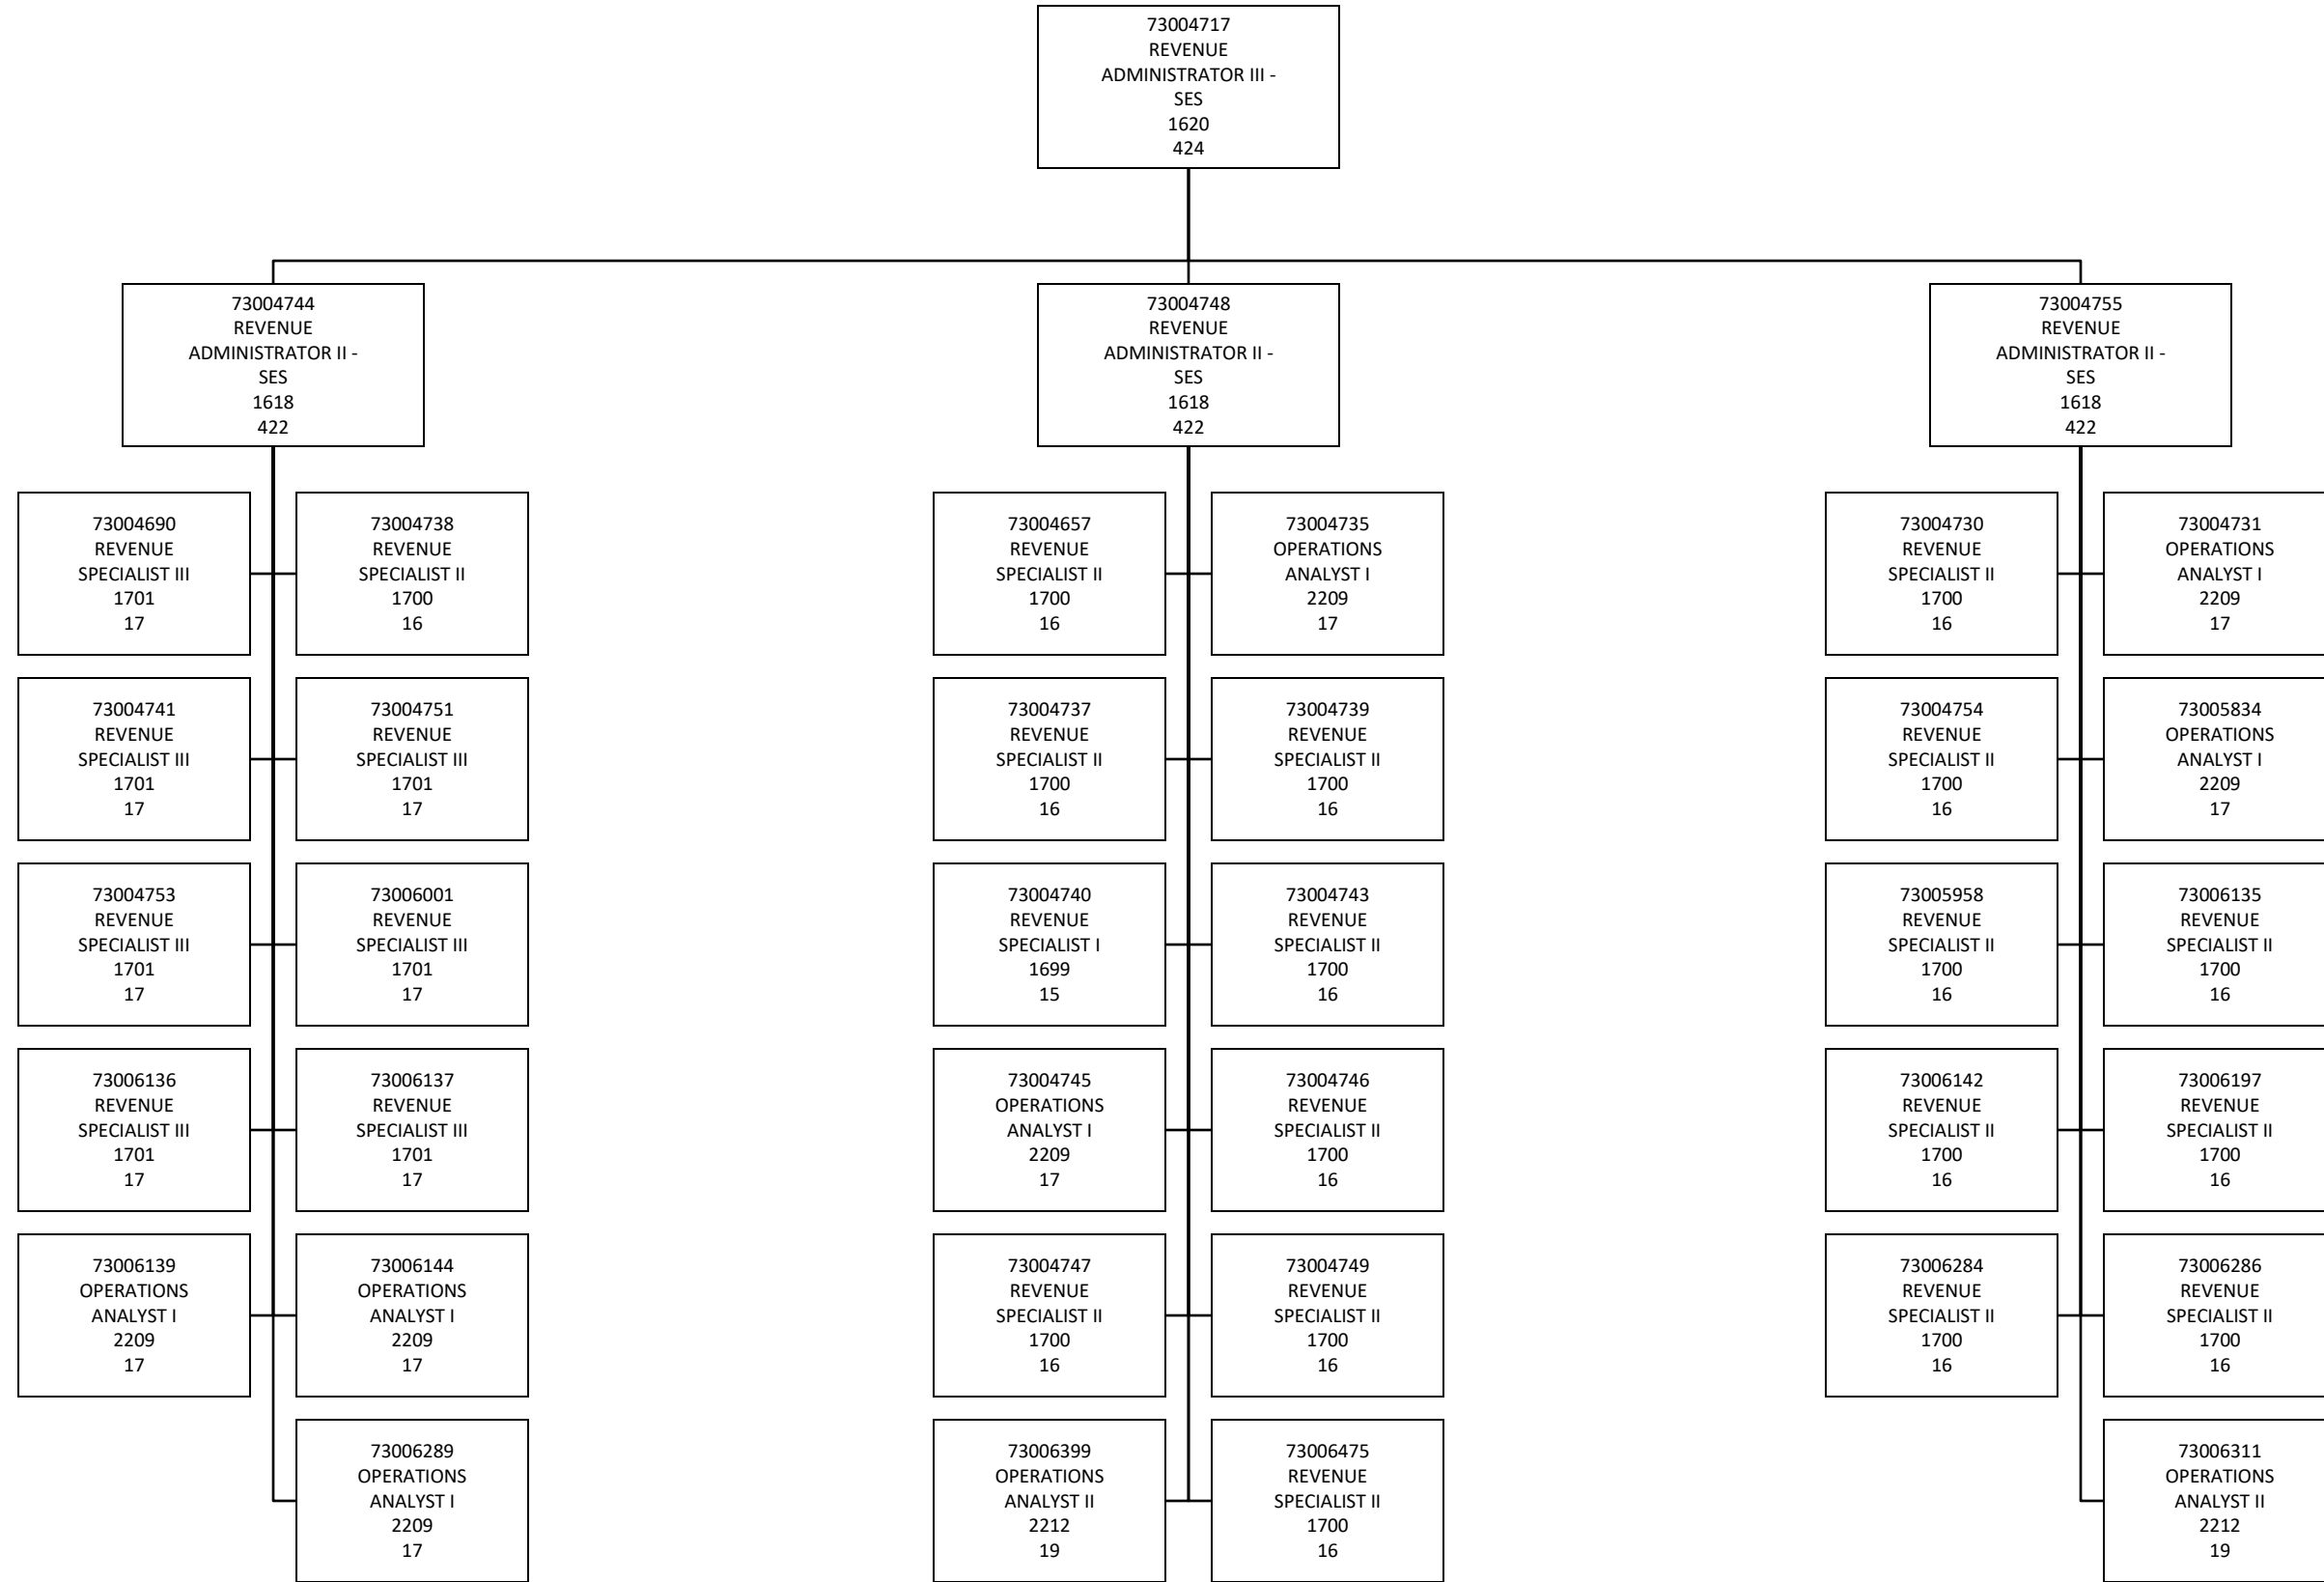 73004717
REVENUE
ADMINISTRATOR III -
SES
1620
424
73004744
REVENUE
ADMINISTRATOR II -
SES
1618
422
73004748
REVENUE
ADMINISTRATOR II -
SES
1618
422
73004755
REVENUE
ADMINISTRATOR II -
SES
1618
422
73004690
REVENUE
SPECIALIST III
1701
17
73004738
REVENUE
SPECIALIST II
1700
16
73004741
REVENUE
SPECIALIST III
1701
17
73004751
REVENUE
SPECIALIST III
1701
17
73004753
REVENUE
SPECIALIST III
1701
17
73006001
REVENUE
SPECIALIST III
1701
17
73006136
REVENUE
SPECIALIST III
1701
17
73006137
REVENUE
SPECIALIST III
1701
17
73006139
OPERATIONS
ANALYST I
2209
17
73006144
OPERATIONS
ANALYST I
2209
17
73006289
OPERATIONS
ANALYST I
2209
17
73004657
REVENUE
SPECIALIST II
1700
16
73004735
OPERATIONS
ANALYST I
2209
17
73004737
REVENUE
SPECIALIST II
1700
16
73004739
REVENUE
SPECIALIST II
1700
16
73004740
REVENUE
SPECIALIST I
1699
15
73004743
REVENUE
SPECIALIST II
1700
16
73004745
OPERATIONS
ANALYST I
2209
17
73004746
REVENUE
SPECIALIST II
1700
16
73004747
REVENUE
SPECIALIST II
1700
16
73004749
REVENUE
SPECIALIST II
1700
16
73006399
OPERATIONS
ANALYST II
2212
19
73006475
REVENUE
SPECIALIST II
1700
16
73004730
REVENUE
SPECIALIST II
1700
16
73004731
OPERATIONS
ANALYST I
2209
17
73004754
REVENUE
SPECIALIST II
1700
16
73005834
OPERATIONS
ANALYST I
2209
17
73005958
REVENUE
SPECIALIST II
1700
16
73006135
REVENUE
SPECIALIST II
1700
16
73006142
REVENUE
SPECIALIST II
1700
16
73006197
REVENUE
SPECIALIST II
1700
16
73006284
REVENUE
SPECIALIST II
1700
16
73006286
REVENUE
SPECIALIST II
1700
16
73006311
OPERATIONS
ANALYST II
2212
19